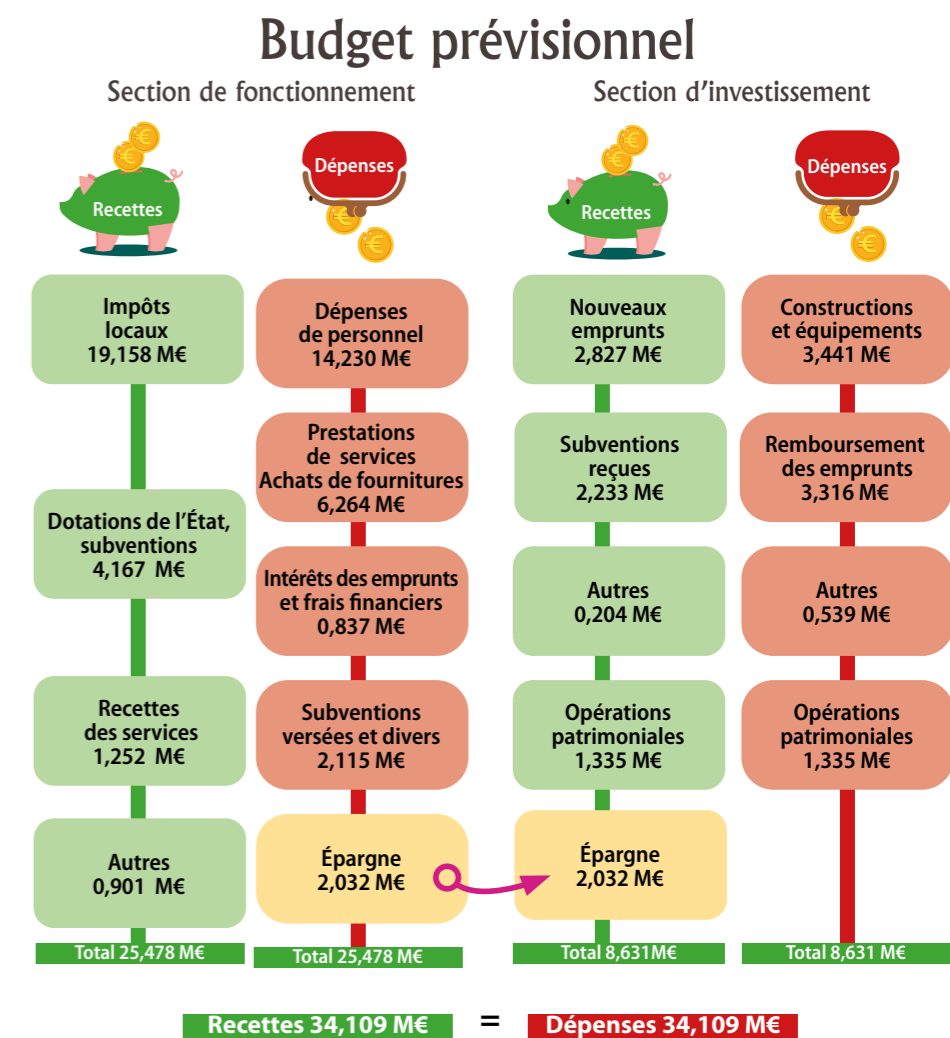 Budget prévisionnel
Section de fonctionnement
Recettes
Impôts
locaux
19,158 M€
Dotations de l'État,
subventions
4,167 M€
Recettes
des services
1,252 M€
Autres
0,901 M€
Total 25,478 M€
Dépenses
Dépenses
de personnel
14,230 M€
Prestations
de services
Achats de fournitures
6,264 M€
Intérêts des emprunts
et frais financiers
0,837 M€
Subventions
versées et divers
2,115 M€
Épargne
2,032 M€
Total 25,478 M€
Section d'investissement
Recettes
Nouveaux
emprunts
2,827 M€
Subventions
reçues
2,233 M€
Autres
0,204 M€
Opérations
patrimoniales
1,335 M€
Épargne
2,032 M€
Total 8,631M€
Dépenses
Constructions
et équipements
3,441 M€
Remboursement
des emprunts
3,316 M€
Autres
0,539 M€
Opérations
patrimoniales
1,335 M€
Total 8,631 M€
Recettes 34,109 M€ = Dépenses 34,109 M€